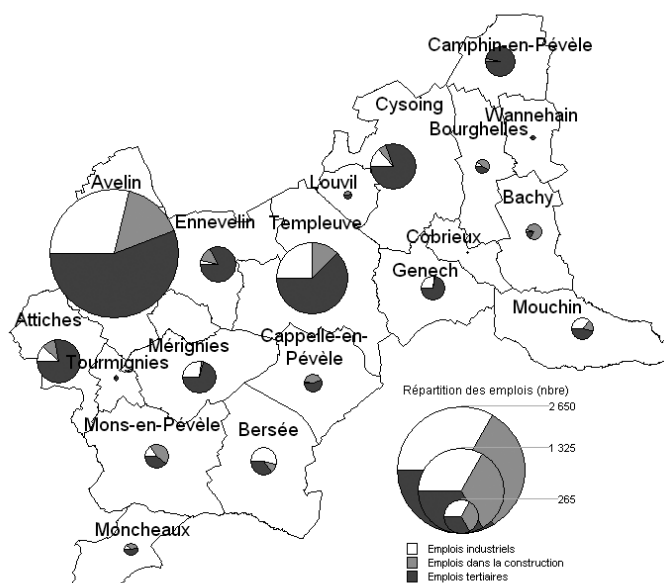 Camphin-en-Pévèle
Cysoing
Wannehain
Bourghelles
Avelin
Louvil
Bachy
Ennevelin
Templeuve
Cobrieux
Genech
Mouchin
Attiches
Mérignies
Cappelle-en-
Pévèle
Tourmignies
Répartition des emplois (nbre)
2 650
Mons-en-Pévèle
Bersée
1 325
265
Moncheaux
Emplois industriels
Emplois dans la construction
Emplois tertiaires